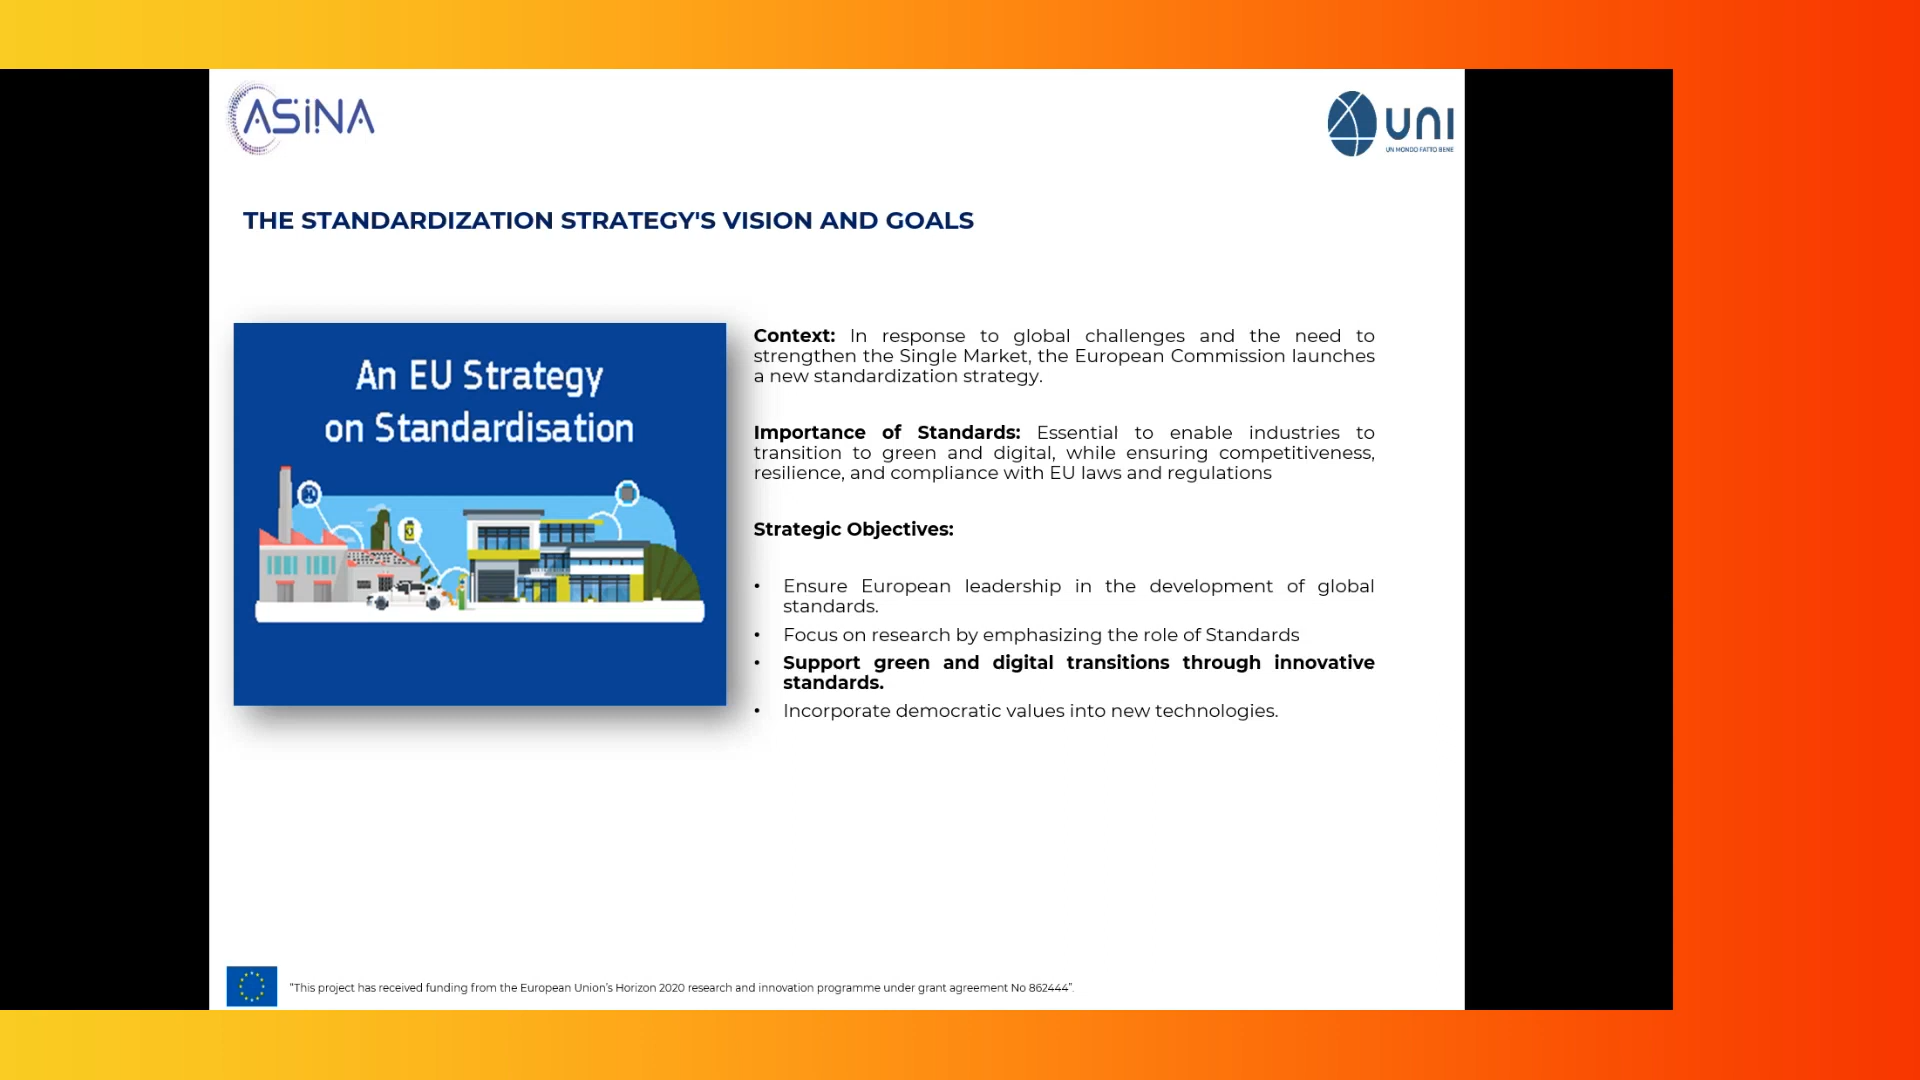 ASINA
UNI
UN MONDO FATTO BENE
THE STANDARDIZATION STRATEGY'S VISION AND GOALS
An EU Strategy
on Standardisation
Context: In response to global challenges and the need to
strengthen the Single Market, the European Commission launches
a new standardization strategy.
Importance of Standards: Essential to enable industries to
transition to green and digital, while ensuring competitiveness,
resilience, and compliance with EU laws and regulations
Strategic Objectives:
• Ensure European leadership in the development of global
standards.
• Focus on research by emphasizing the role of Standards
• Support green and digital transitions through innovative
standards.
• Incorporate democratic values into new technologies.
"This project has received funding from the European Union's Horizon 2020 research and innovation programme under grant agreement No 862444".